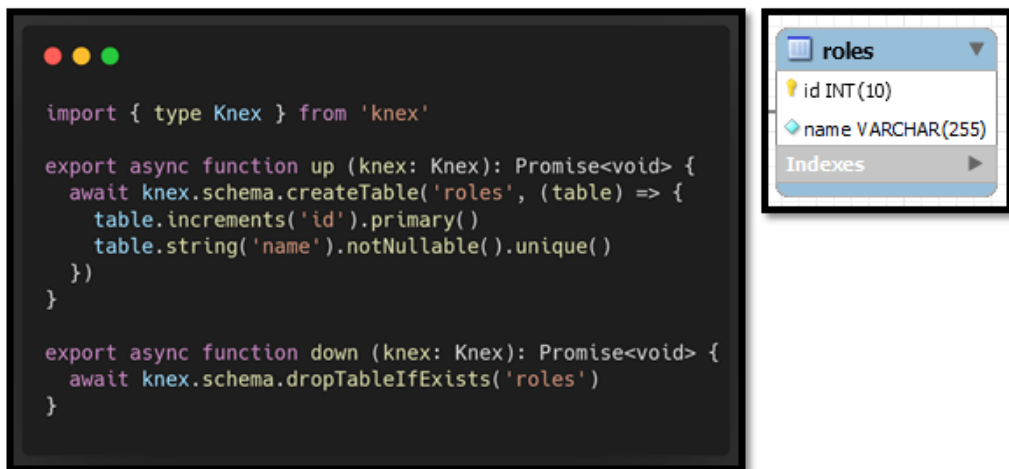 import { type Knex } from 'knex'
export async function up (knex: Knex): Promise<void> {
await knex.schema.createTable('roles', (table) => {
table.increments('id').primary()
table.string('name').notNullable().unique()
})
}
export async function down (knex: Knex): Promise<void> {
await knex.schema.dropTableIfExists('roles')
}
roles
id INT(10)
name VARCHAR(255)
Indexes